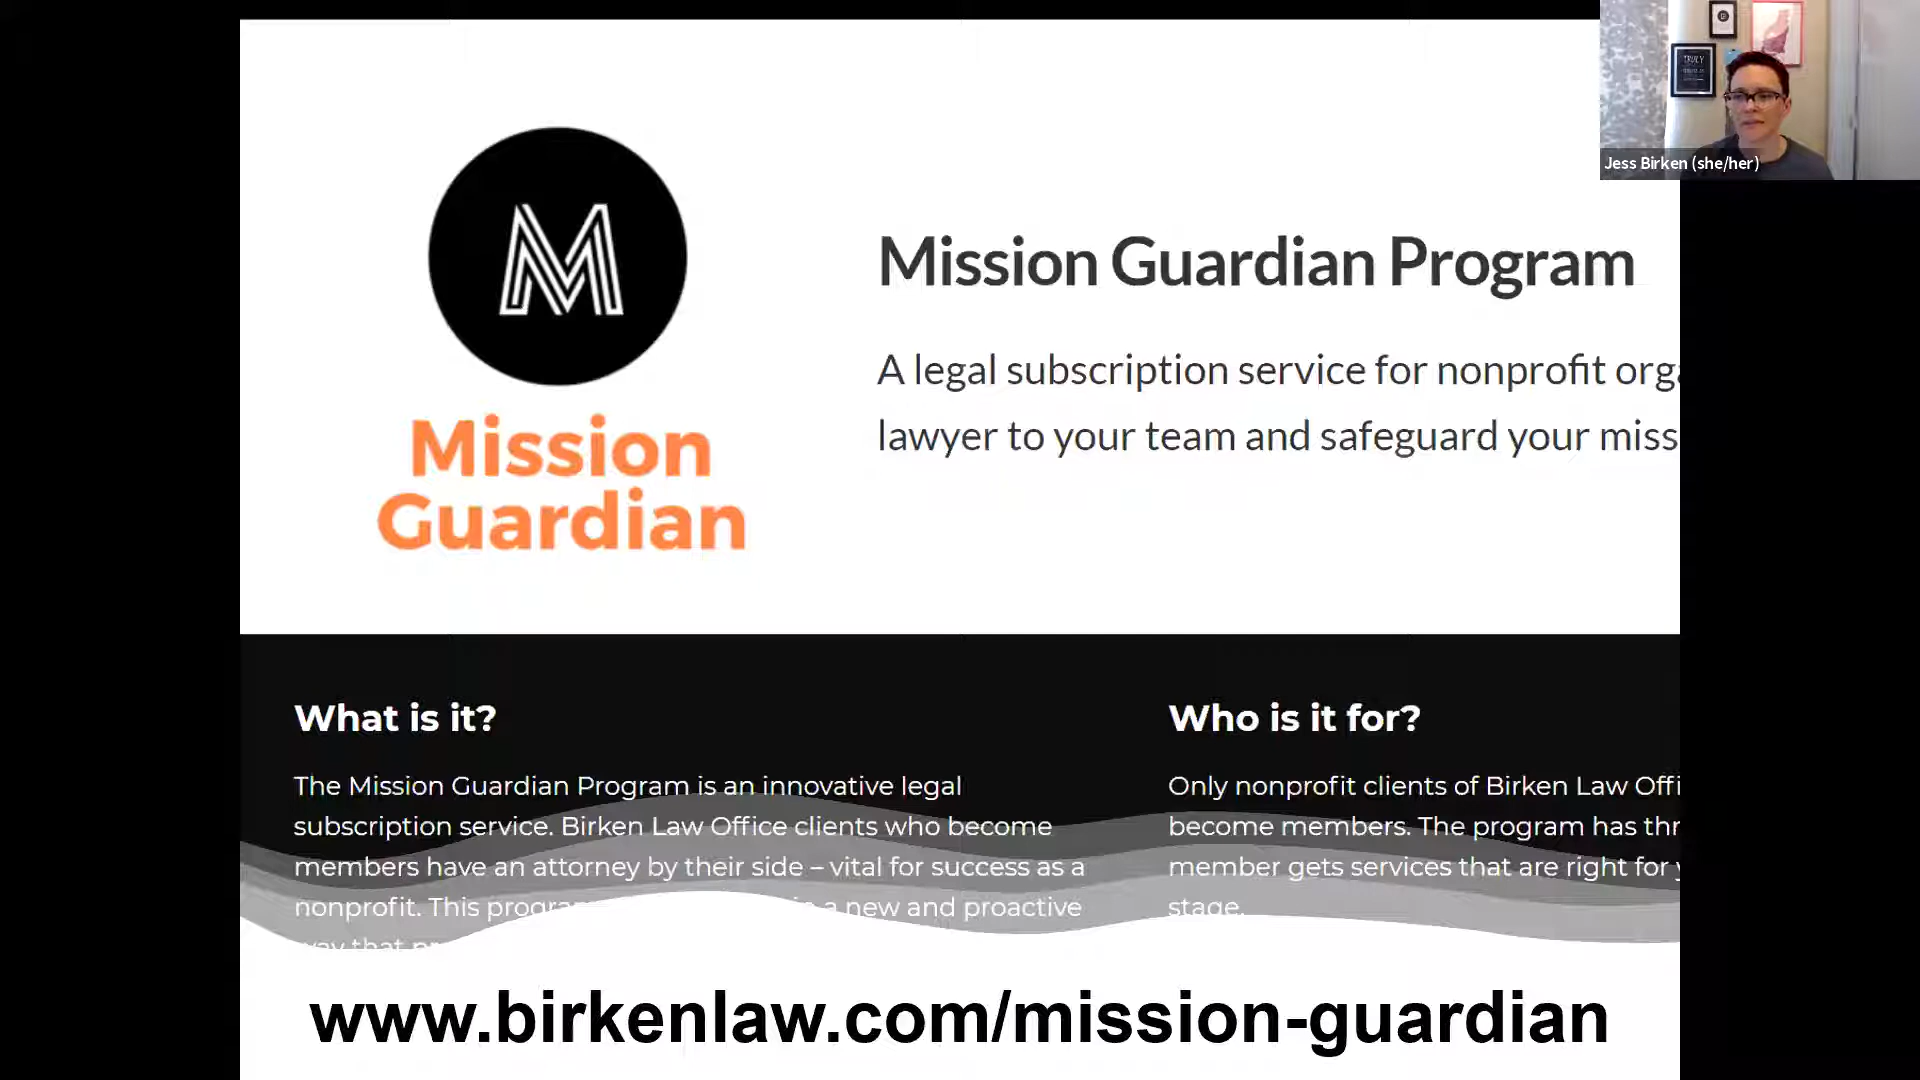 M
Mission
Guardian
Mission Guardian Program
A legal subscription service for nonprofit org
lawyer to your team and safeguard your miss
What is it?
The Mission Guardian Program is an innovative legal
subscription service. Birken Law Office clients who become
members have an attorney by their side – vital for success as a
nonprofit. This a new and proactive
way that
Who is it for?
Only nonprofit clients of Birken Law Offi
become members. The program has thr
member gets services that are right for
stage.
www.birkenlaw.com/mission-guardian
TRULY
Jess Birken (she/her)